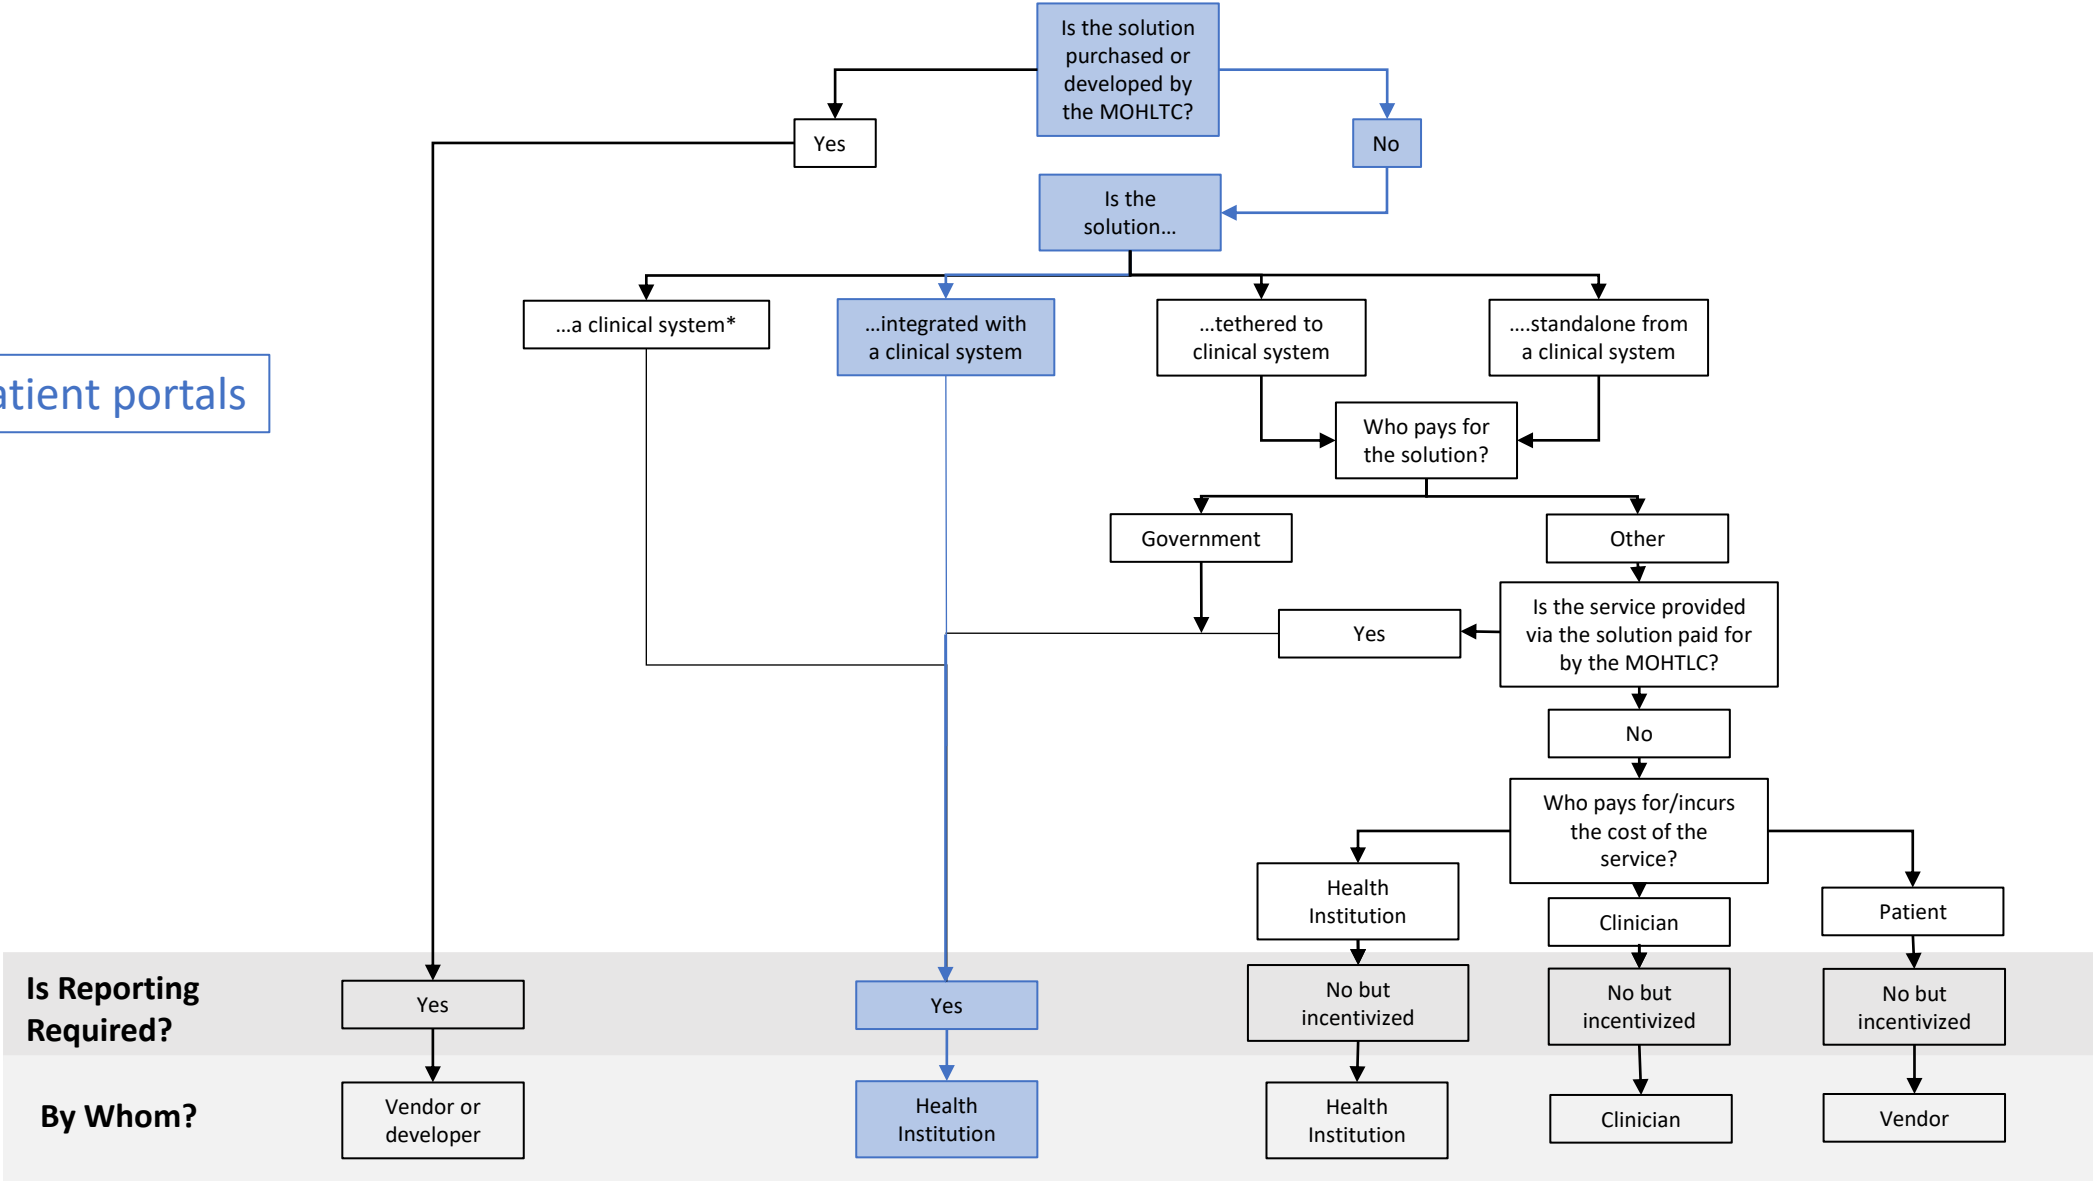 Is the solution
purchased or
developed by
the MOHLTC?
Yes
No
Is the
solution...
...a clinical system*
...integrated with
a clinical system
...tethered to
clinical system
....standalone from
a clinical system
atient portals
Who pays for
the solution?
Government
Other
Is the service provided
via the solution paid for
by the MOHTLC?
Yes
No
Who pays for/incurs
the cost of the
service?
Health
Institution
Clinician
Patient
Is Reporting
Required?
Yes
Yes
No but
incentivized
No but
incentivized
No but
incentivized
By Whom?
Vendor or
developer
Health
Institution
Health
Institution
Clinician
Vendor